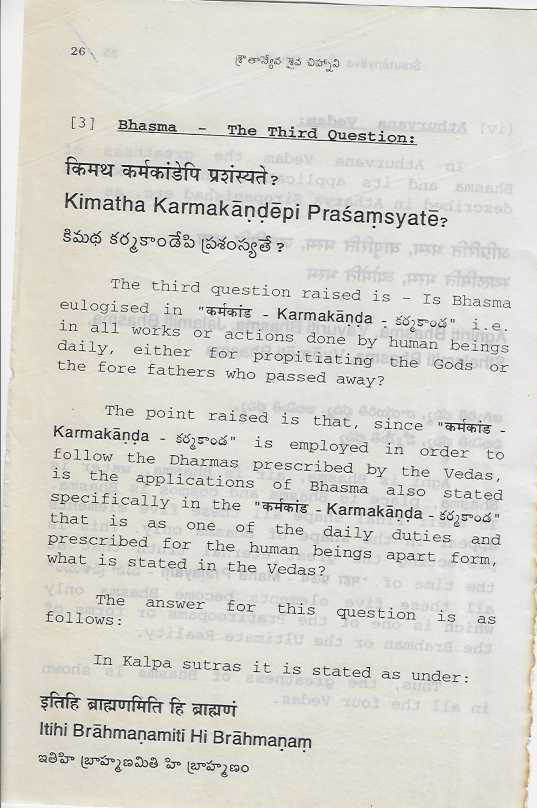 26
శ్రౌతాన్యేవ శైవ చిహ్నాని
[3] Bhasma - The Third Question:
किमथ कर्मकांडेपि प्रशंस्यते?
Kimatha Karmakāṇḍēpi Praśaṃsyatē?
కిమథ కర్మకాండేపి ప్రశంస్యతే?
The third question raised is - Is Bhasma
eulogised in "कर्मकांड - Karmakāṇḍa - కర్మకాండ" i.e.
in all works or actions done by human beings
daily, either for propitiating the Gods or
the fore fathers who passed away?
The point raised is that, since "कर्मकांड -
Karmakāṇḍa - కర్మకాండ" is employed in order to
follow the Dharmas prescribed by the Vedas,
is the applications of Bhasma also stated
specifically in the "कर्मकांड - Karmakāṇḍa - కర్మకాండ"
that is as one of the daily duties and
prescribed for the human beings apart form,
what is stated in the Vedas?
The answer for this question is as
follows:
In Kalpa sutras it is stated as under:
इतिहि ब्राह्मणमिति हि ब्राह्मणं
Itihi Brāhmaṇamiti Hi Brāhmaṇaṃ
ఇతిహి బ్రాహ్మణమితి హి బ్రాహ్మణం